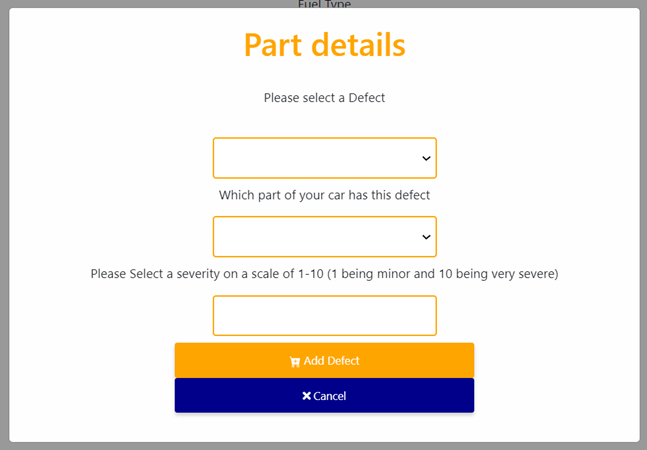 Fuel Type
Part details
Please select a Defect
Which part of your car has this defect
Please Select a severity on a scale of 1-10 (1 being minor and 10 being very severe)
Add Defect
Cancel